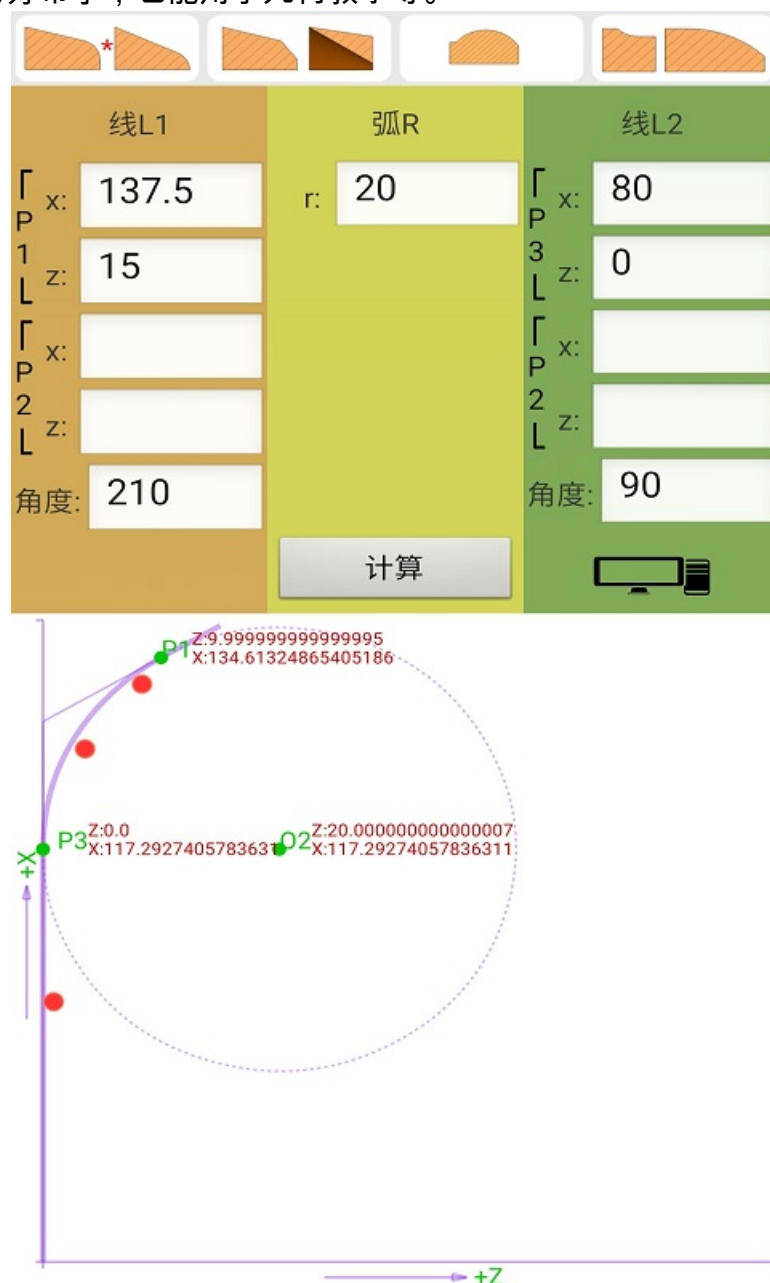 *
线L1 弧R 线L2
P1 x: 137.5 r: 20 P3 x: 80
z: 15 z: 0
P2 x: P2 x:
z: z:
角度: 210 角度: 90
计算
P1 Z:9.999999999999995
X:134.61324865405186
P3 Z:0.0 O2 Z:20.000000000000007
X:117.2927405783631 X:117.29274057836311
+X
+Z